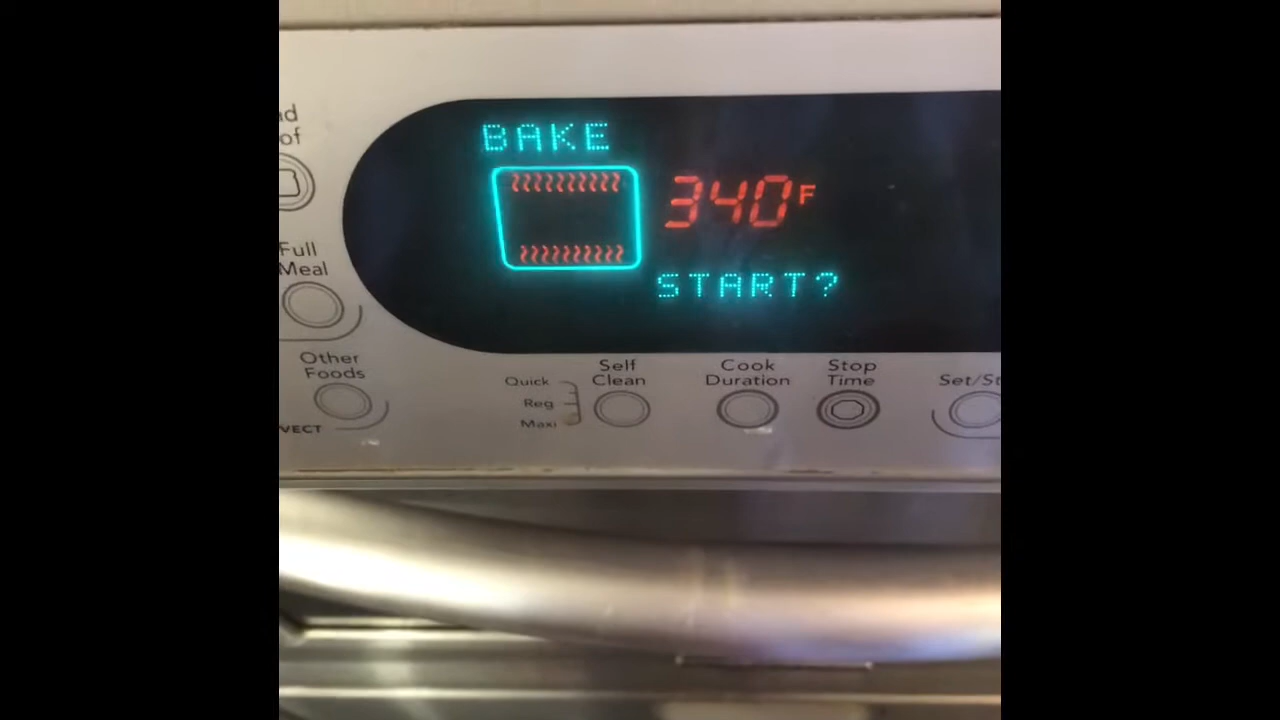 BAKE
340F
START?
Full
Meal
Other
Foods
Quick
Reg
Maxi
Self
Clean
Cook
Duration
Stop
Time